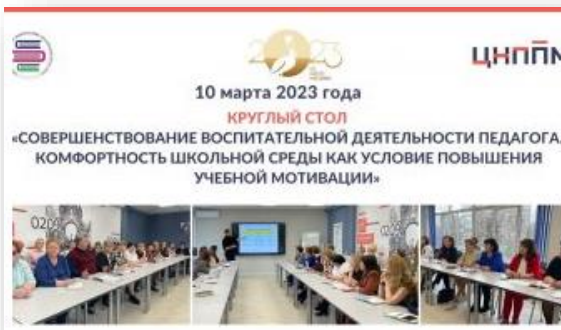 2023
ЦНППМ
10 марта 2023 года
КРУГЛЫЙ СТОЛ
«СОВЕРШЕНСТВОВАНИЕ ВОСПИТАТЕЛЬНОЙ ДЕЯТЕЛЬНОСТИ ПЕДАГОГА.
КОМФОРТНОСТЬ ШКОЛЬНОЙ СРЕДЫ КАК УСЛОВИЕ ПОВЫШЕНИЯ
УЧЕБНОЙ МОТИВАЦИИ»